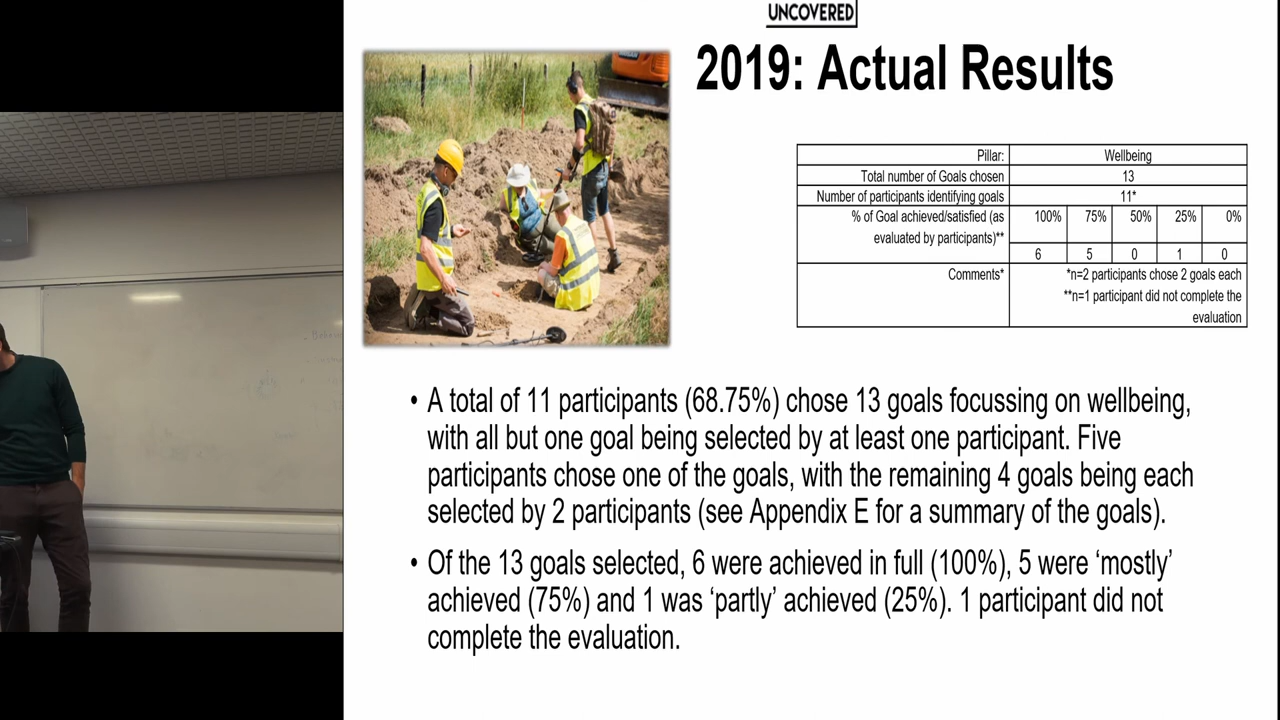 UNCOVERED
2019: Actual Results
Pillar: Wellbeing
Total number of Goals chosen 13
Number of participants identifying goals 11*
% of Goal achieved/satisfied (as evaluated by participants)** 100% 75% 50% 25% 0%
6 5 0 1 0
Comments* *n=2 participants chose 2 goals each
**n=1 participant did not complete the
evaluation
• A total of 11 participants (68.75%) chose 13 goals focussing on wellbeing,
with all but one goal being selected by at least one participant. Five
participants chose one of the goals, with the remaining 4 goals being each
selected by 2 participants (see Appendix E for a summary of the goals).
• Of the 13 goals selected, 6 were achieved in full (100%), 5 were ‘mostly’
achieved (75%) and 1 was ‘partly’ achieved (25%). 1 participant did not
complete the evaluation.